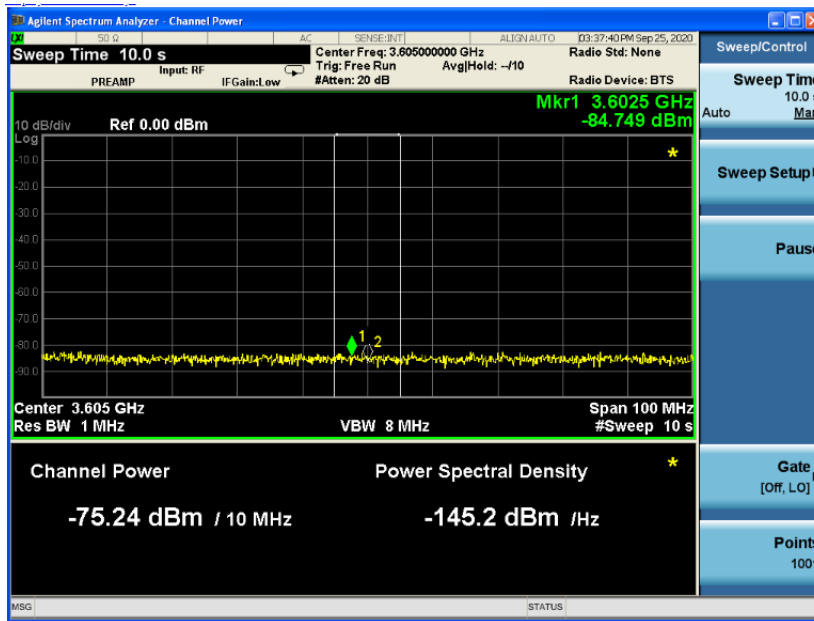 Agilent Spectrum Analyzer - Channel Power
50 Ω AC SENSE:INT ALIGN AUTO 03:37:40 PM Sep 25, 2020
Sweep Time 10.0 s
Center Freq: 3.605000000 GHz
Radio Std: None
Input: RF
Trig: Free Run Avg|Hold: --/10
PREAMP IFGain:Low #Atten: 20 dB Radio Device: BTS
Mkr1 3.6025 GHz
-84.749 dBm
10 dB/div Ref 0.00 dBm
Log
-10.0
-20.0
-30.0
-40.0
-50.0
-60.0
-70.0
-80.0
-90.0
1
2
Center 3.605 GHz Span 100 MHz
Res BW 1 MHz VBW 8 MHz #Sweep 10 s
Channel Power Power Spectral Density
-75.24 dBm / 10 MHz -145.2 dBm /Hz
MSG STATUS
Sweep/Control
Sweep Time
10.0 s
Auto Man
Sweep Setup
Pause
Gate
[Off, LO]
Points